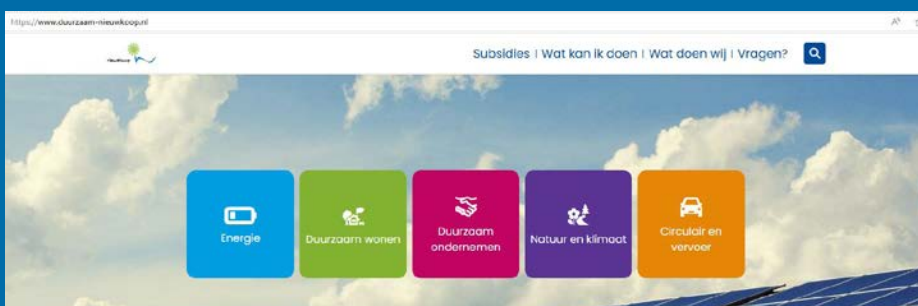 https://www.duurzaam-nieuwkoop.nl
Subsidies | Wat kan ik doen | Wat doen wij | Vragen?
Energie
Duurzaam wonen
Duurzaam
ondernemen
Natuur en klimaat
Circulair en
vervoer